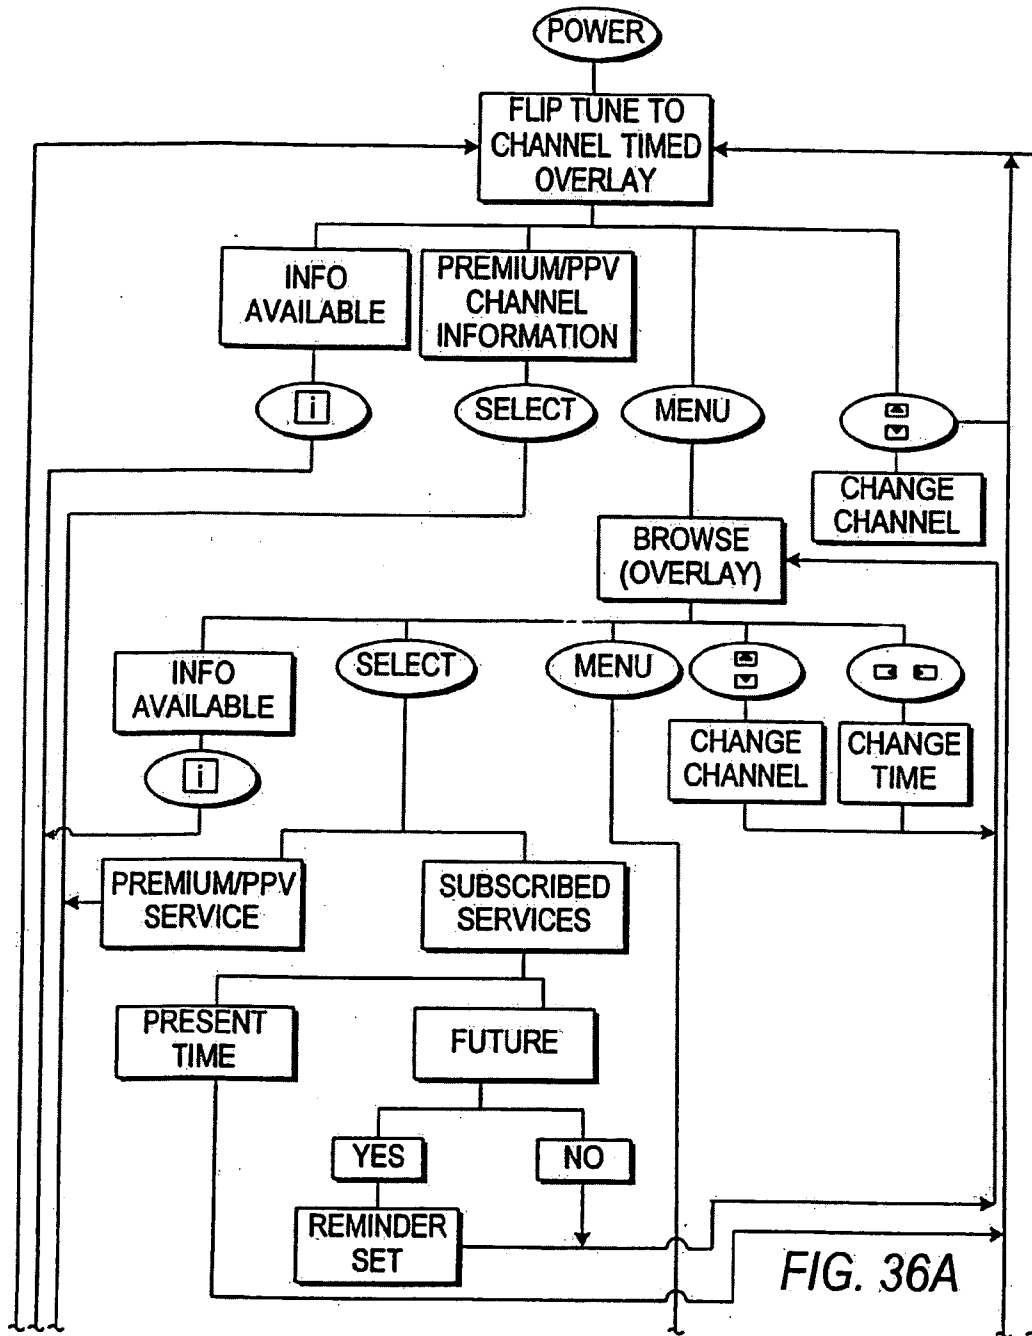 POWER
FLIP TUNE TO
CHANNEL TIMED
OVERLAY
INFO
AVAILABLE
PREMIUM/PPV
CHANNEL
INFORMATION
i
SELECT
MENU
CHANGE
CHANNEL
BROWSE
(OVERLAY)
INFO
AVAILABLE
SELECT
MENU
i
CHANGE
CHANNEL
CHANGE
TIME
PREMIUM/PPV
SERVICE
SUBSCRIBED
SERVICES
PRESENT
TIME
FUTURE
YES
NO
REMINDER
SET
FIG. 36A